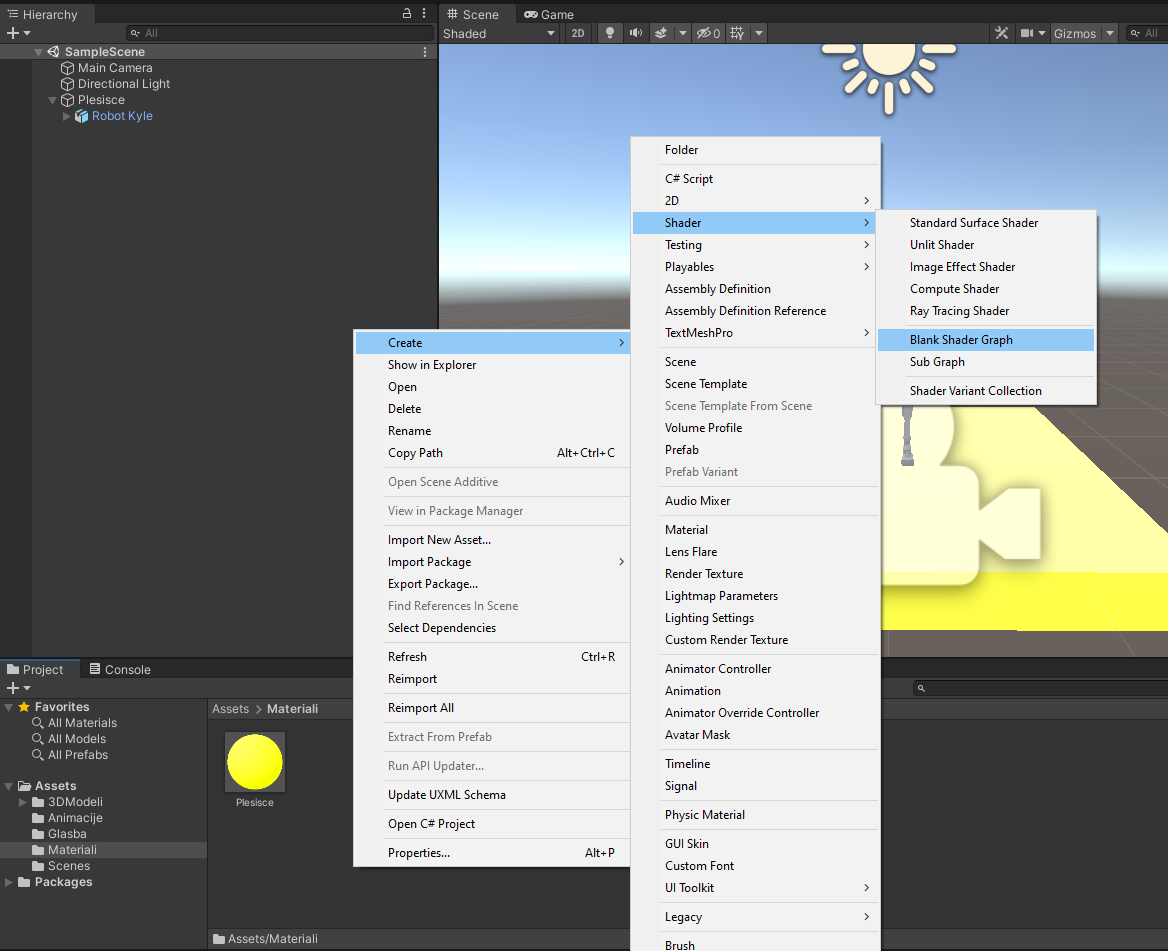 Hierarchy
All
SampleScene
Main Camera
Directional Light
Plesisce
Robot Kyle
Scene
Game
Shaded
2D
0
Gizmos
All
Create
Show in Explorer
Open
Delete
Rename
Copy Path Alt+Ctrl+C
Open Scene Additive
View in Package Manager
Import New Asset...
Import Package
Export Package...
Find References In Scene
Select Dependencies
Refresh Ctrl+R
Reimport
Reimport All
Extract From Prefab
Run API Updater...
Update UXML Schema
Open C# Project
Properties... Alt+P
Folder
C# Script
2D
Shader
Testing
Playables
Assembly Definition
Assembly Definition Reference
TextMeshPro
Scene
Scene Template
Scene Template From Scene
Volume Profile
Prefab
Prefab Variant
Audio Mixer
Material
Lens Flare
Render Texture
Lightmap Parameters
Lighting Settings
Custom Render Texture
Animator Controller
Animation
Animator Override Controller
Avatar Mask
Timeline
Signal
Physic Material
GUI Skin
Custom Font
UI Toolkit
Legacy
Brush
Standard Surface Shader
Unlit Shader
Image Effect Shader
Compute Shader
Ray Tracing Shader
Blank Shader Graph
Sub Graph
Shader Variant Collection
Project
Console
Favorites
All Materials
All Models
All Prefabs
Assets
3DModeli
Animacije
Glasba
Materiali
Scenes
Packages
Assets > Materiali
Plesisce
Assets/Materiali